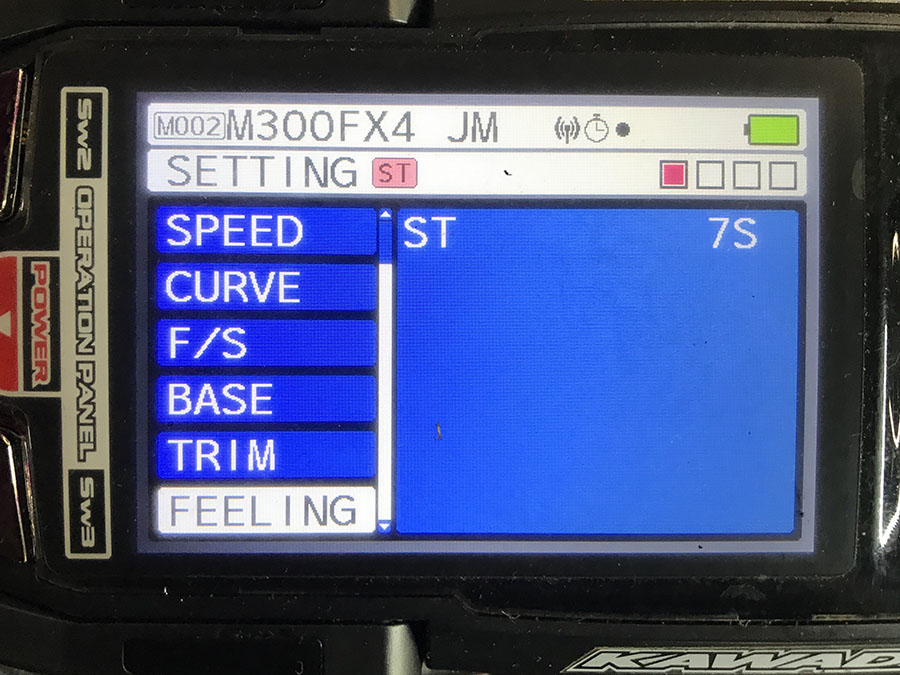 M002 M300FX4 JM
SETTING ST
SPEED
CURVE
F/S
BASE
TRIM
FEELING
ST 7S
SW2
OPERATION PANEL
SW3
POWER